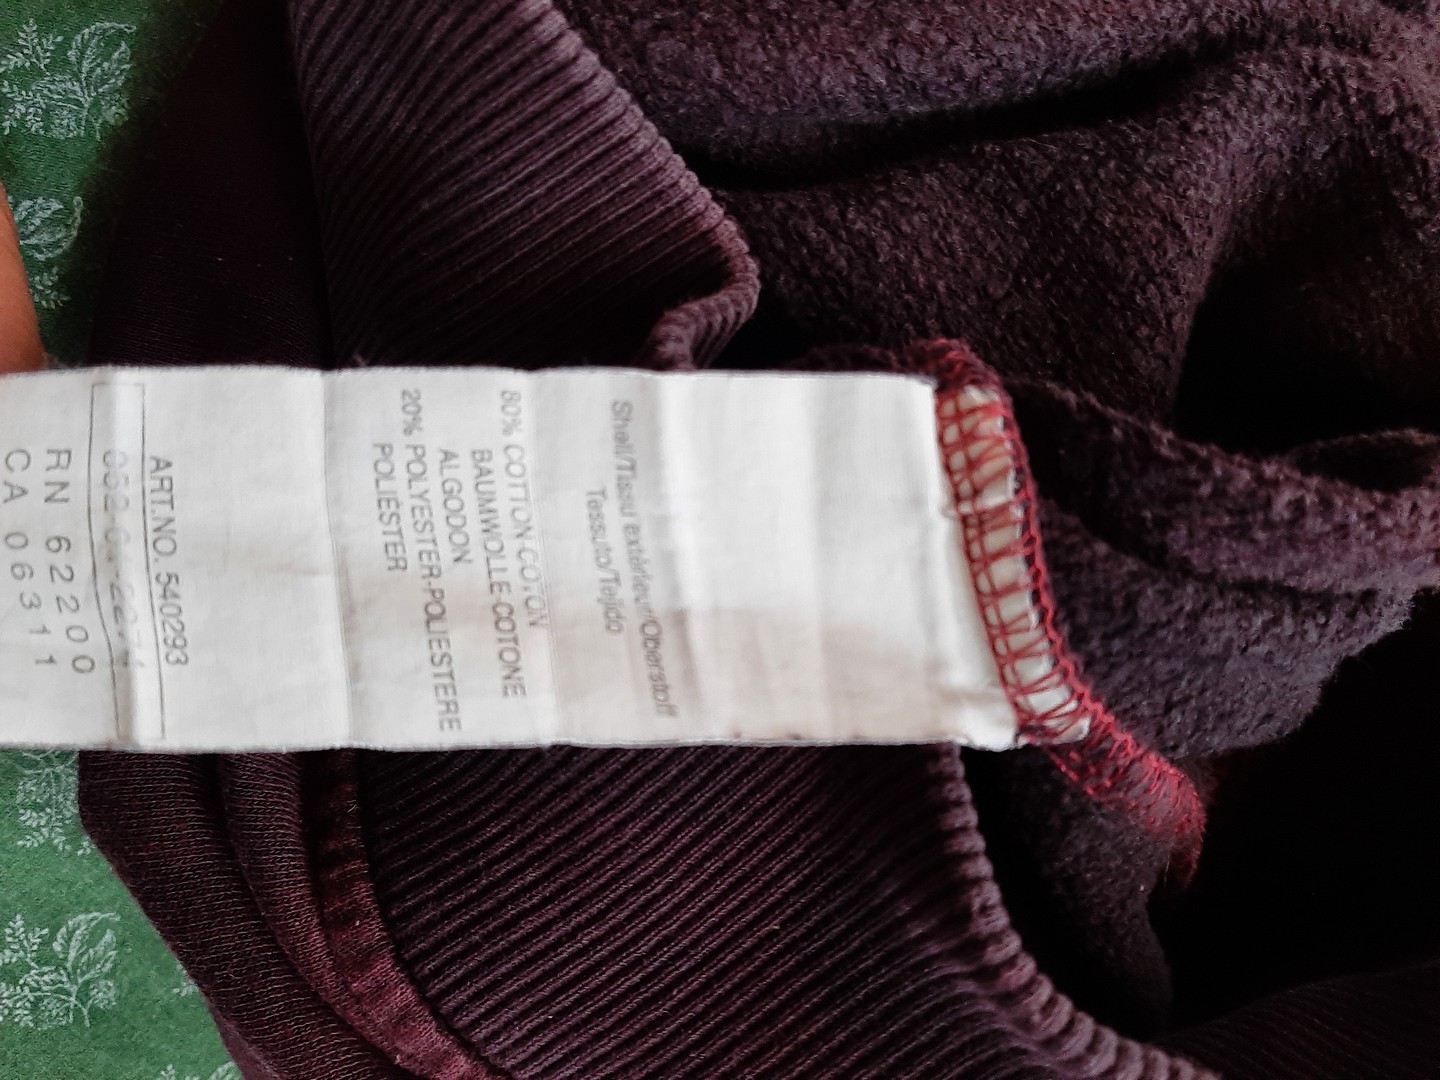 Shell/Tissu extérieur/Oberstoff
Tessuto/Tejido
80% COTTON-COTON
BAUMWOLLE-COTONE
ALGODON
20% POLYESTER-POLIESTERE
POLIÉSTER
ART.NO. 540293
RN 62200
CA 06311